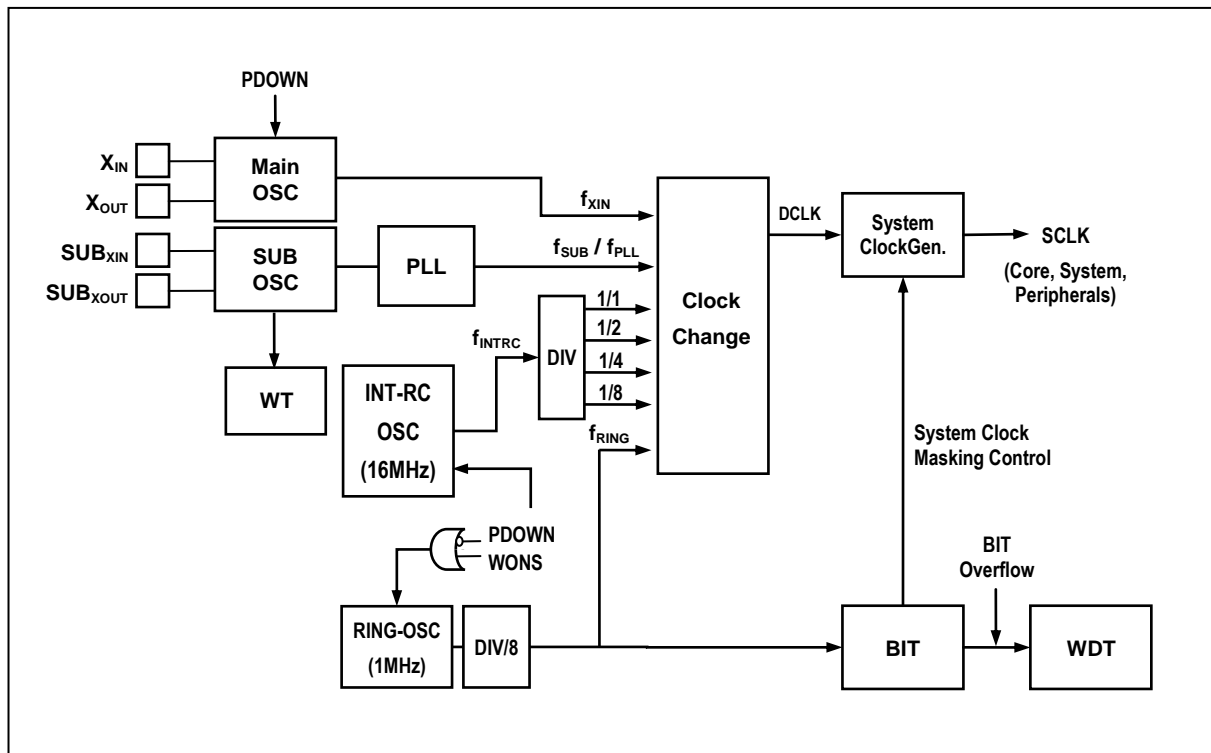 PDOWN
XIN
XOUT
Main
OSC
SUBXIN
SUBXOUT
SUB
OSC
PLL
WT
fXIN
fSUB / fPLL
fINTRC
DIV
1/1
1/2
1/4
1/8
fRING
INT-RC
OSC
(16MHz)
PDOWN
WONS
RING-OSC
(1MHz)
DIV/8
Clock
Change
DCLK
System
ClockGen.
SCLK
(Core, System,
Peripherals)
System Clock
Masking Control
BIT
Overflow
BIT
WDT